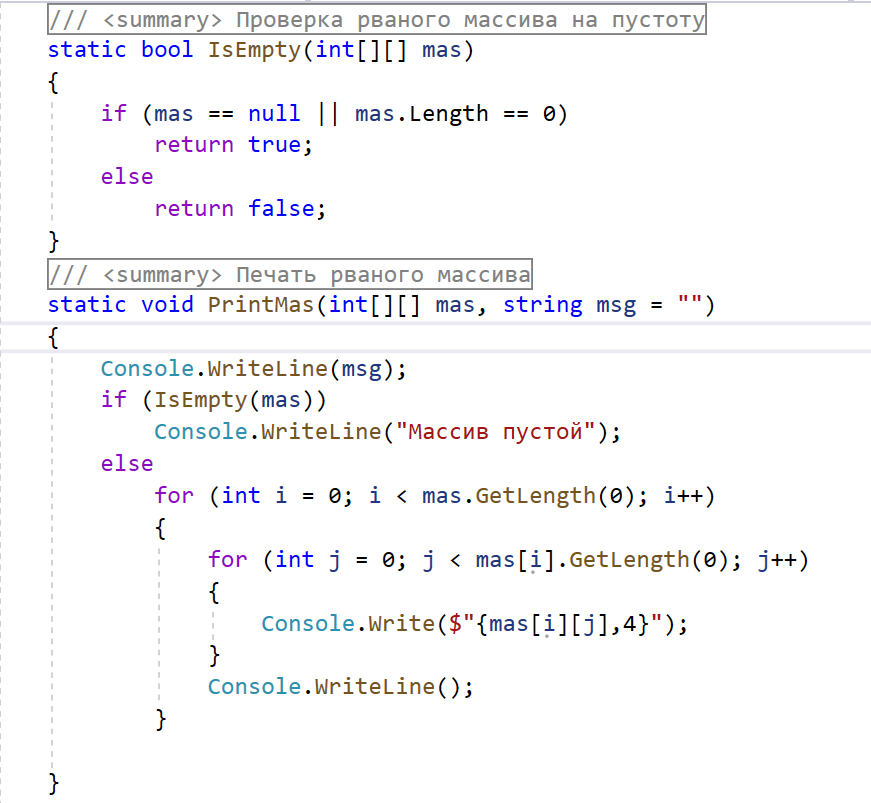 /// <summary> Проверка рваного массива на пустоту
static bool IsEmpty(int[][] mas)
{
    if (mas == null || mas.Length == 0)
        return true;
    else
        return false;
}
/// <summary> Печать рваного массива
static void PrintMas(int[][] mas, string msg = "")
{
    Console.WriteLine(msg);
    if (IsEmpty(mas))
        Console.WriteLine("Массив пустой");
    else
        for (int i = 0; i < mas.GetLength(0); i++)
        {
            for (int j = 0; j < mas[i].GetLength(0); j++)
            {
                Console.Write($"{mas[i][j],4}");
            }
            Console.WriteLine();
        }
}